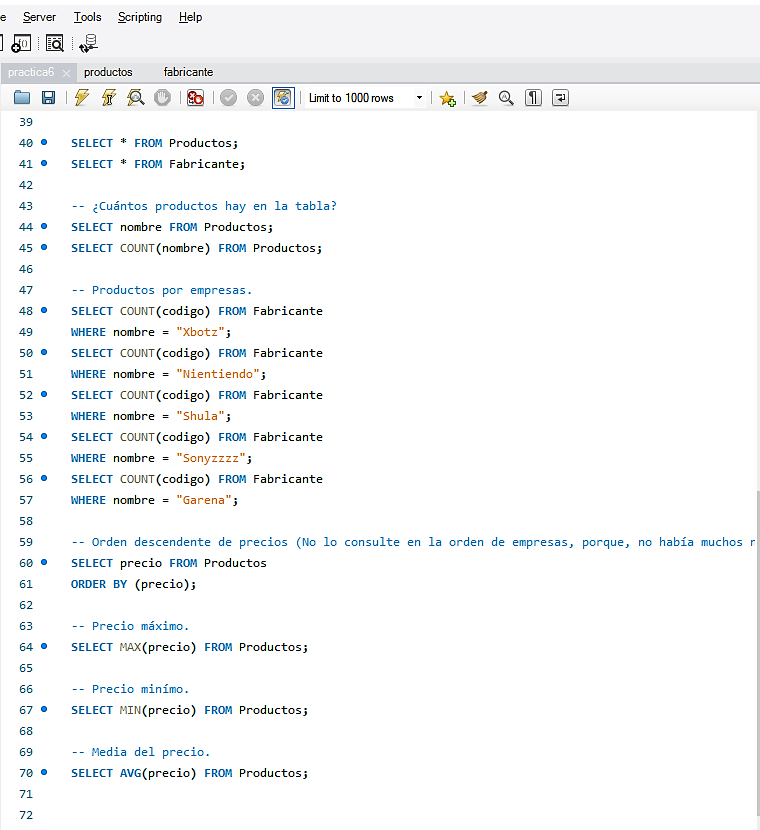 e Server Tools Scripting Help
practica6 productos fabricante
Limit to 1000 rows
39
40 SELECT * FROM Productos;
41 SELECT * FROM Fabricante;
42
43 -- ¿Cuántos productos hay en la tabla?
44 SELECT nombre FROM Productos;
45 SELECT COUNT(nombre) FROM Productos;
46
47 -- Productos por empresas.
48 SELECT COUNT(codigo) FROM Fabricante
49 WHERE nombre = "Xbotz";
50 SELECT COUNT(codigo) FROM Fabricante
51 WHERE nombre = "Nientiendo";
52 SELECT COUNT(codigo) FROM Fabricante
53 WHERE nombre = "Shula";
54 SELECT COUNT(codigo) FROM Fabricante
55 WHERE nombre = "Sonyzzzz";
56 SELECT COUNT(codigo) FROM Fabricante
57 WHERE nombre = "Garena";
58
59 -- Orden descendente de precios (No lo consulte en la orden de empresas, porque, no había muchos r
60 SELECT precio FROM Productos
61 ORDER BY (precio);
62
63 -- Precio máximo.
64 SELECT MAX(precio) FROM Productos;
65
66 -- Precio minímo.
67 SELECT MIN(precio) FROM Productos;
68
69 -- Media del precio.
70 SELECT AVG(precio) FROM Productos;
71
72